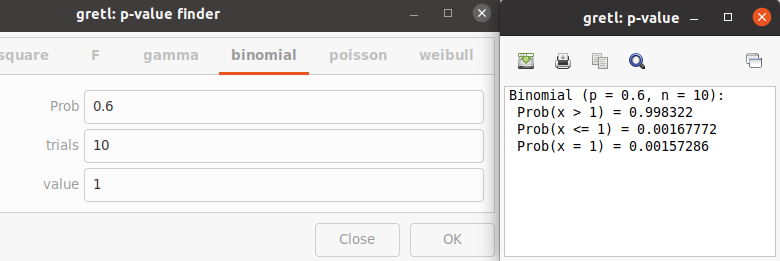 gretl: p-value finder
square F gamma binomial poisson weibull
Prob 0.6
trials 10
value 1
Close OK
gretl: p-value
Binomial (p = 0.6, n = 10):
Prob(x > 1) = 0.998322
Prob(x <= 1) = 0.00167772
Prob(x = 1) = 0.00157286